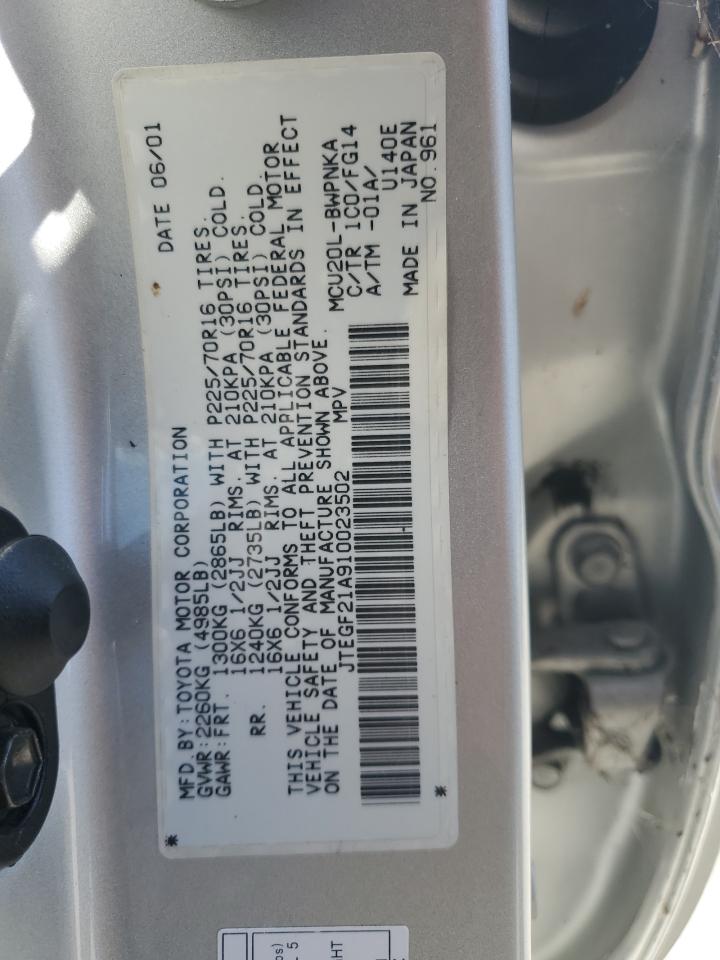 MFD. BY: TOYOTA MOTOR CORPORATION DATE 06/01
GVWR: 2260KG (4985LB)
GAWR: FRT. 1300KG (2865LB) WITH P225/70R16 TIRES.
16X6 1/2JJ RIMS. AT 210KPA (30PSI) COLD.
RR. 1240KG (2735LB) WITH P225/70R16 TIRES.
16X6 1/2JJ RIMS. AT 210KPA (30PSI) COLD.
THIS VEHICLE CONFORMS TO ALL APPLICABLE FEDERAL MOTOR
VEHICLE SAFETY AND THEFT PREVENTION STANDARDS IN EFFECT
ON THE DATE OF MANUFACTURE SHOWN ABOVE.
JTEGF21A910023502 MPV
MCU20L-BWPNKA
C/TR 1C0/FG14
A/TM -01A/
U140E
MADE IN JAPAN
NO. 961